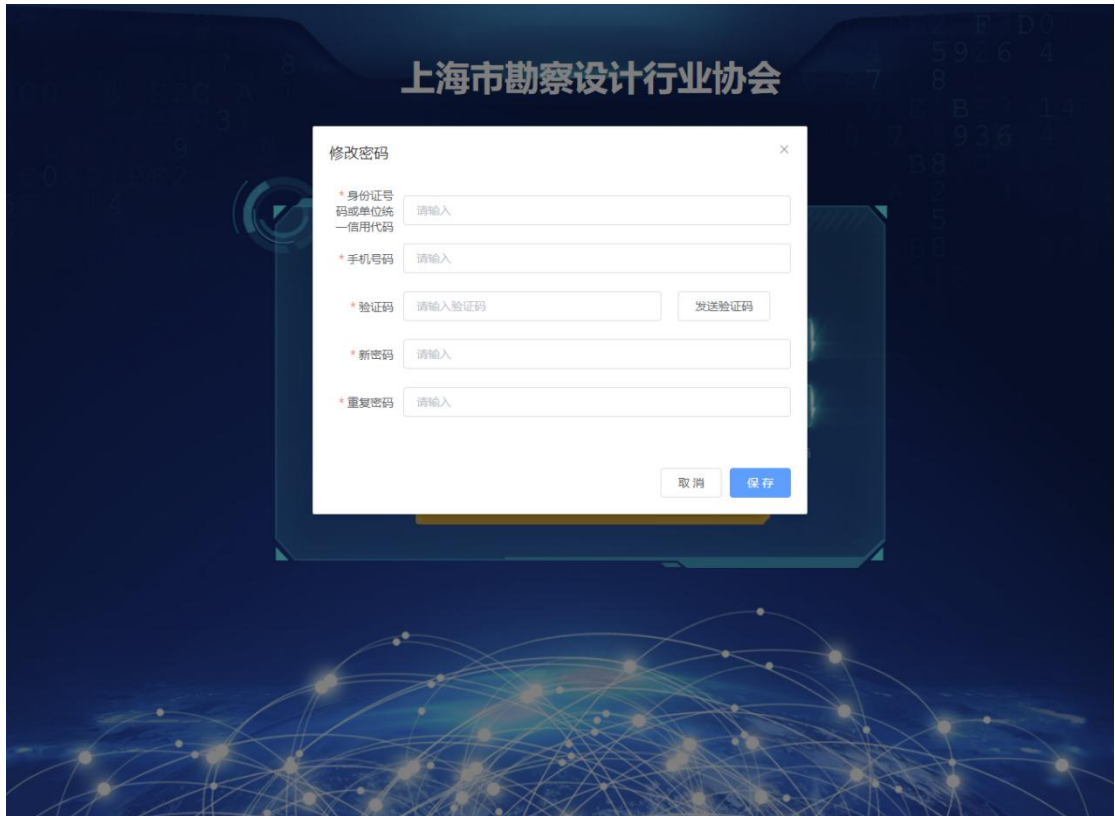 上海市勘察设计行业协会
修改密码
* 身份证号
码或单位统
一信用代码
请输入
* 手机号码
请输入
* 验证码
请输入验证码
发送验证码
* 新密码
请输入
* 重复密码
请输入
取 消
保 存